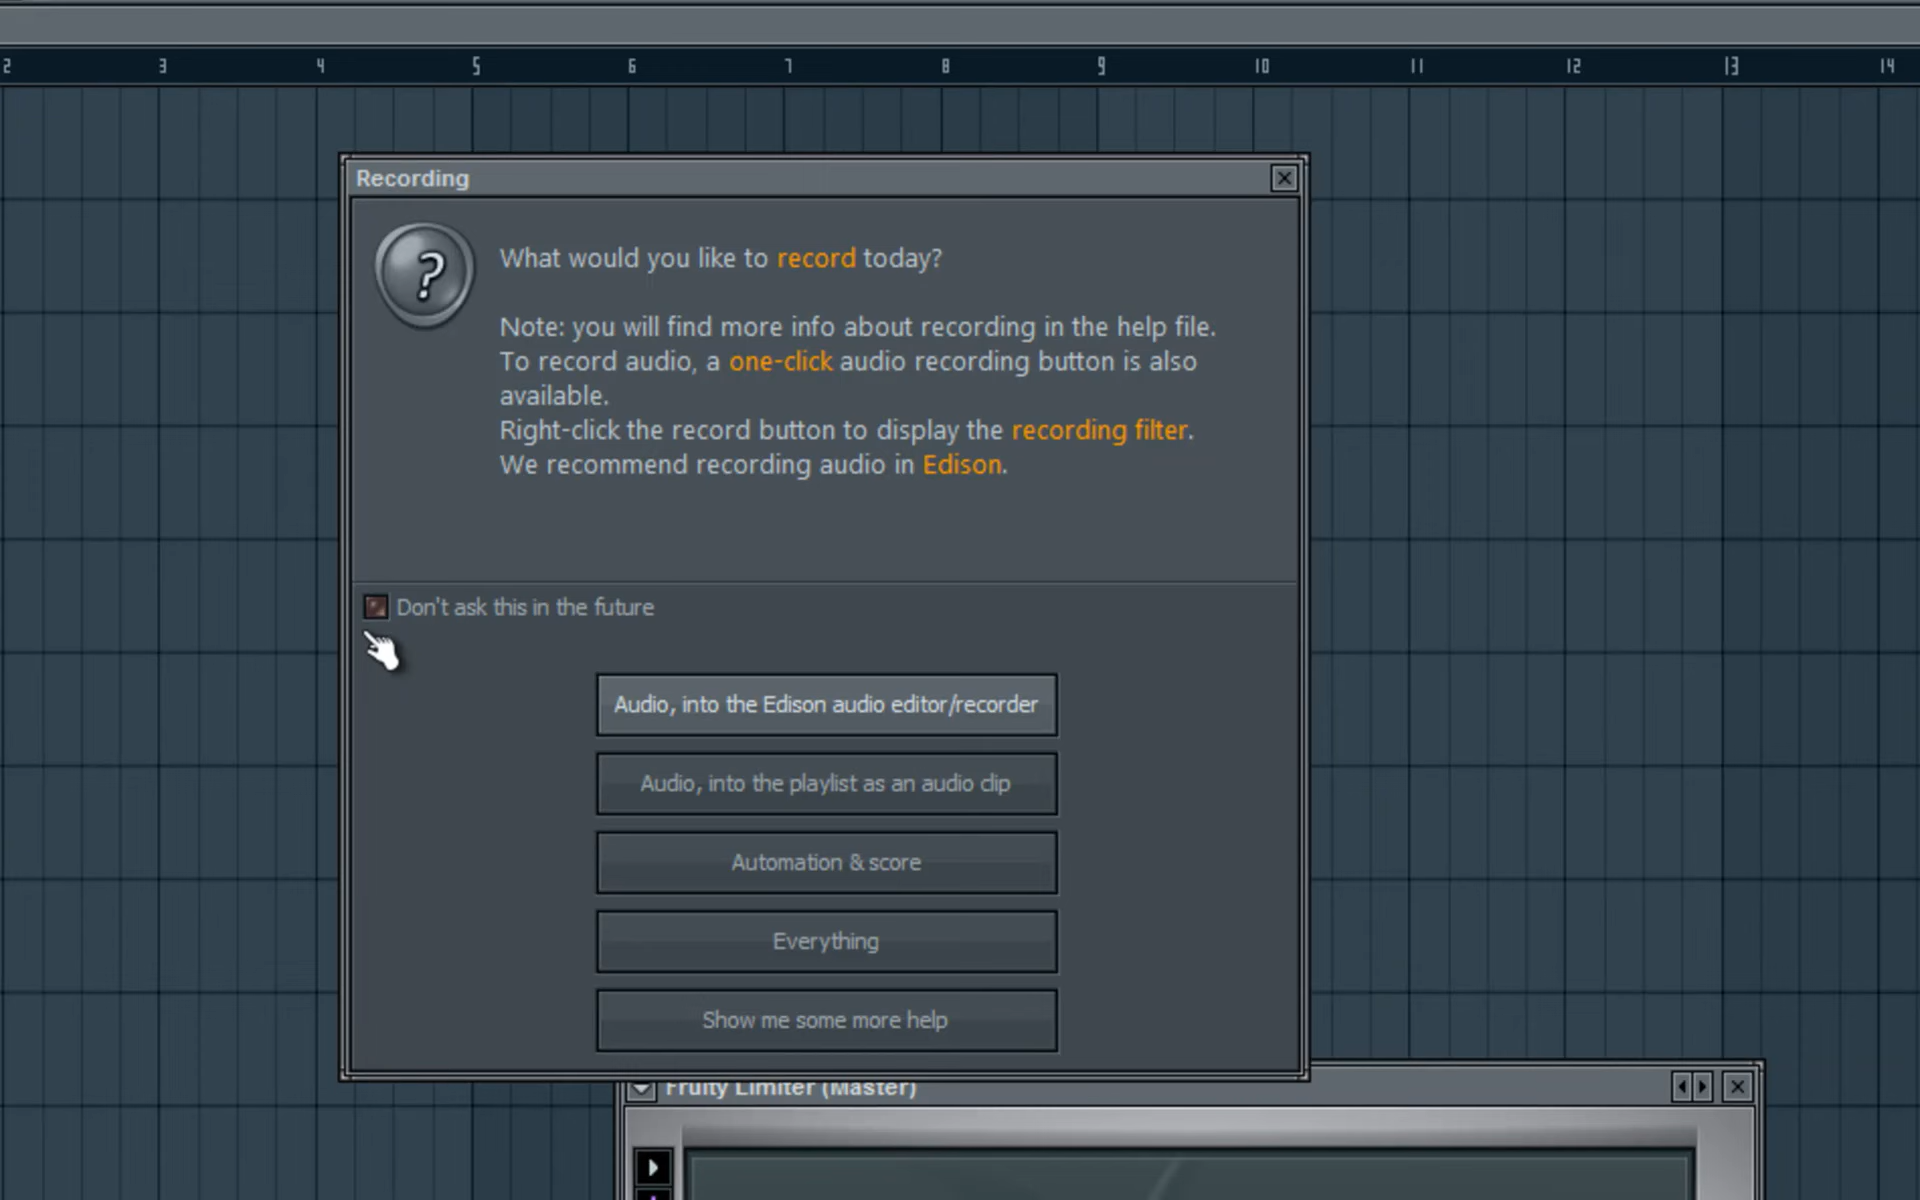 2 3 4 5 6 7 8 9 10 11 12 13 14
Recording
?
What would you like to record today?
Note: you will find more info about recording in the help file.
To record audio, a one-click audio recording button is also
available.
Right-click the record button to display the recording filter.
We recommend recording audio in Edison.
Don't ask this in the future
Audio, into the Edison audio editor/recorder
Audio, into the playlist as an audio clip
Automation & score
Everything
Show me some more help
Fruity Limiter (Master)